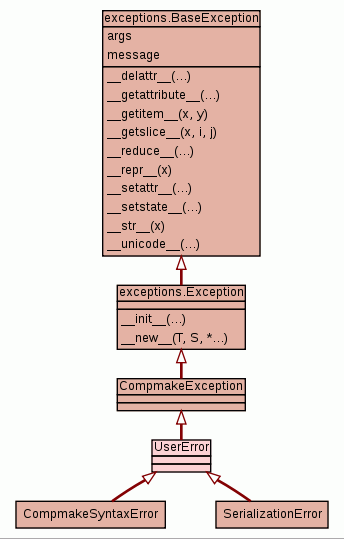 exceptions.BaseException
args
message
__delattr__(...)
__getattribute__(...)
__getitem__(x, y)
__getslice__(x, i, j)
__reduce__(...)
__repr__(x)
__setattr__(...)
__setstate__(...)
__str__(x)
__unicode__(...)
exceptions.Exception
__init__(...)
__new__(T, S, *...)
CompmakeException
UserError
CompmakeSyntaxError
SerializationError